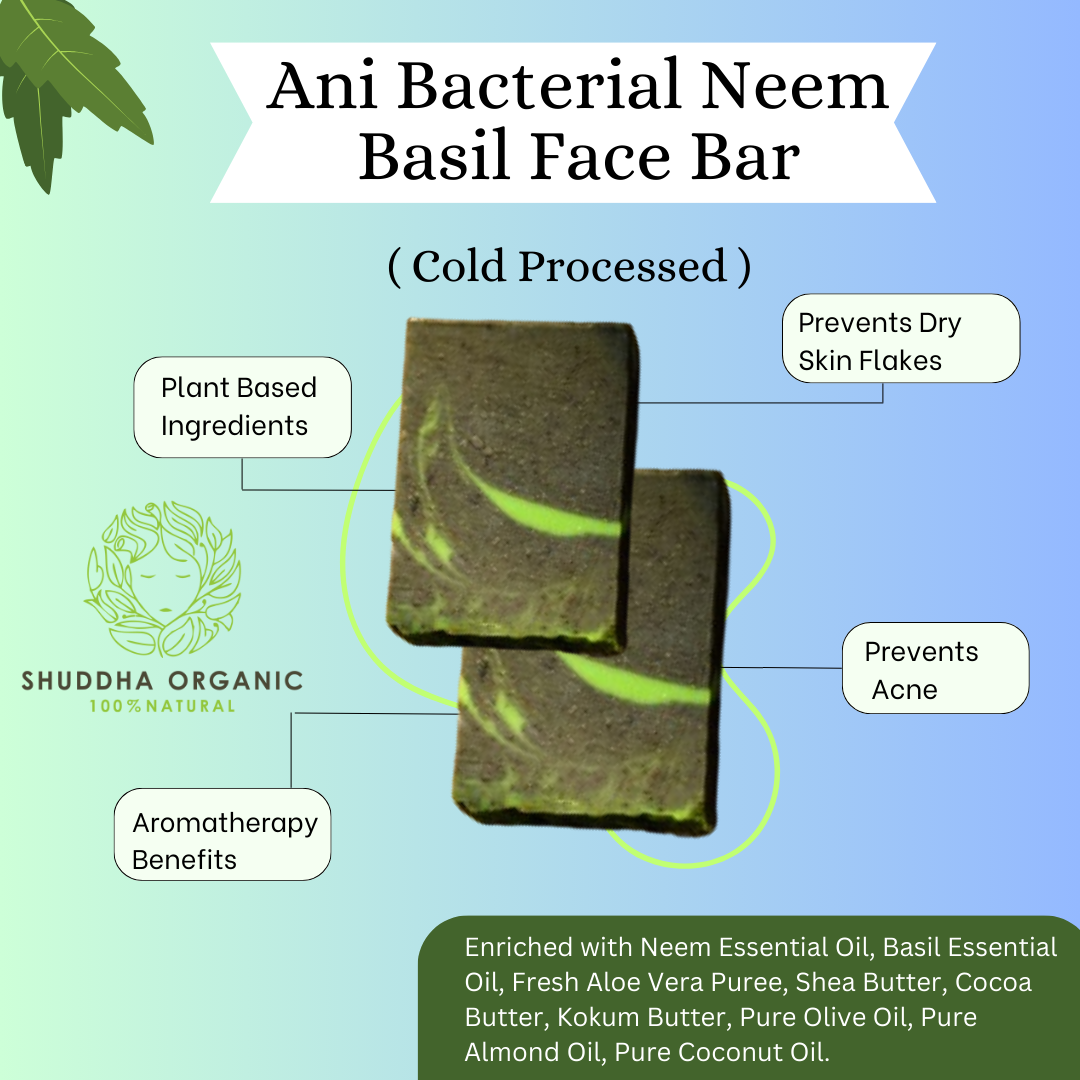 Ani Bacterial Neem
Basil Face Bar
( Cold Processed )
Prevents Dry
Skin Flakes
Plant Based
Ingredients
SHUDDHA ORGANIC
100%NATURAL
Prevents
Acne
Aromatherapy
Benefits
Enriched with Neem Essential Oil, Basil Essential
Oil, Fresh Aloe Vera Puree, Shea Butter, Cocoa
Butter, Kokum Butter, Pure Olive Oil, Pure
Almond Oil, Pure Coconut Oil.